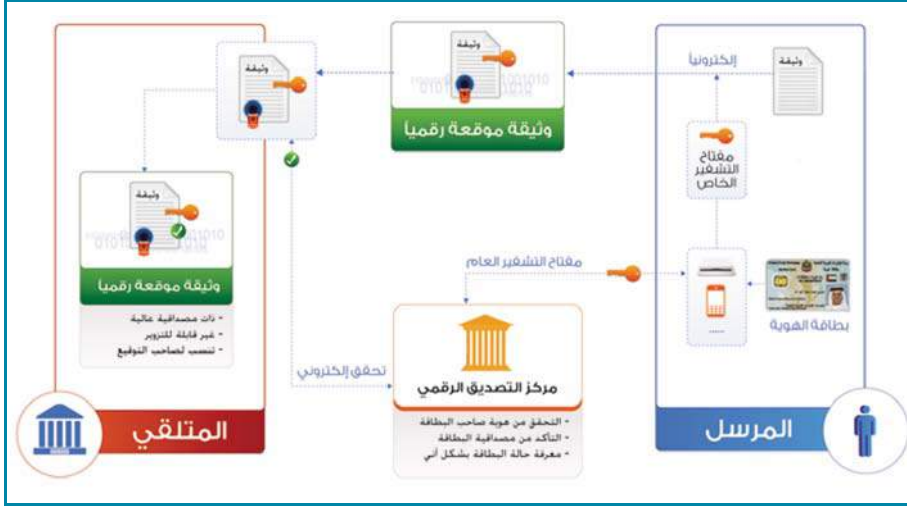 وثيقة
إلكترونياً
مفتاح
التشفير
الخاص
بطاقة الهوية
المرسل
وثيقة
وثيقة موقعة رقمياً
مفتاح التشفير العام
مركز التصديق الرقمي
- التحقق من هوية صاحب البطاقة
- التأكد من مصداقية البطاقة
- معرفة حالة البطاقة بشكل آني
تحقق إلكتروني
وثيقة
وثيقة
وثيقة موقعة رقمياً
- ذات مصداقية عالية
- غير قابلة للتزوير
- تنسب لصاحب التوقيع
المتلقي